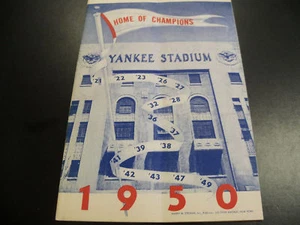 HOME OF CHAMPIONS
YANKEE STADIUM
'21 '22 '23 '26 '27
'32 '28
'36 '37
'41 '39 '38
'42 '43 '47 '49
1950